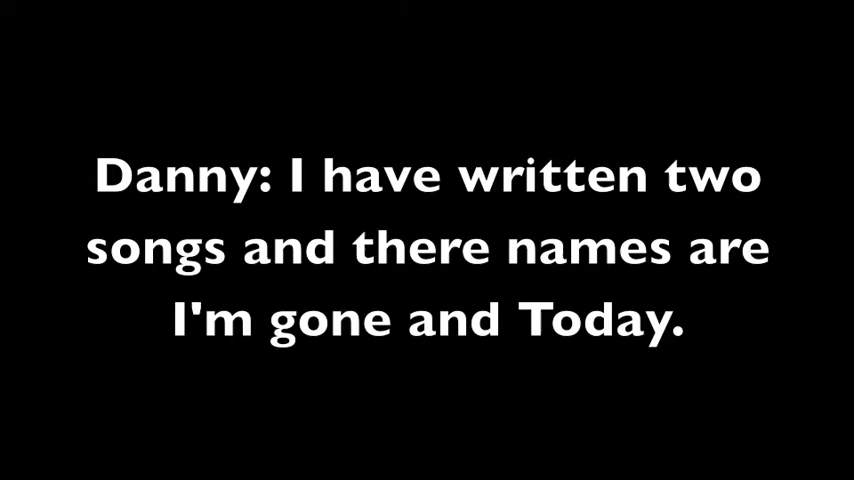 Danny: I have written two
songs and there names are
I'm gone and Today.